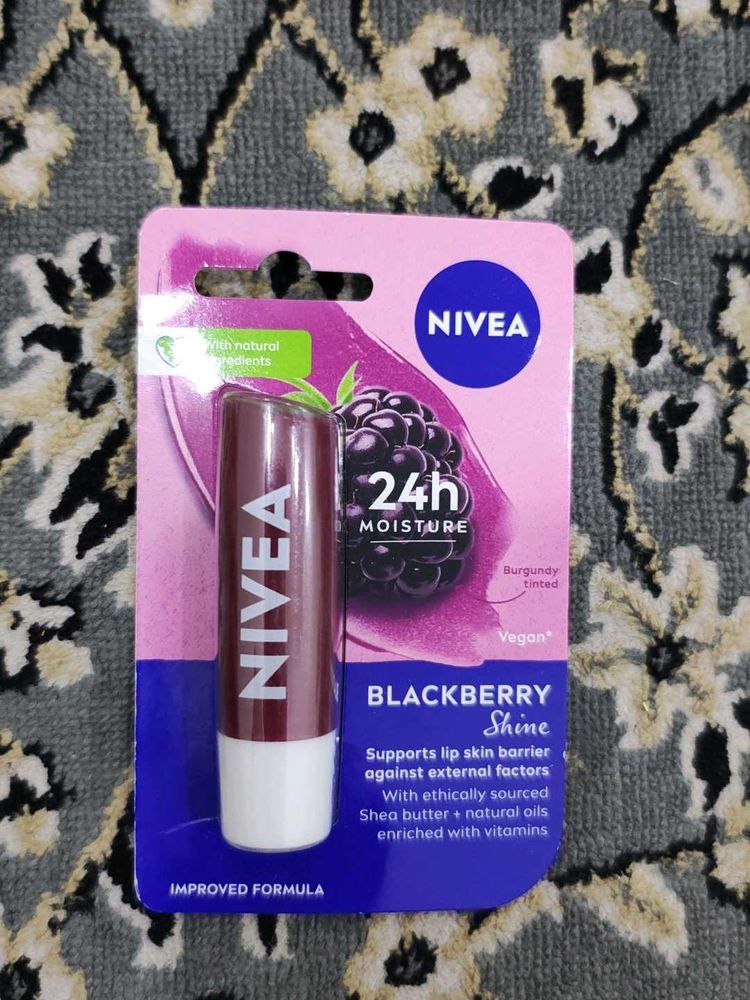 NIVEA
With natural
24h
MOISTURE
NIVEA
Burgundy
tinted
Vegan*
BLACKBERRY
Shine
Supports lip skin barrier
against external factors
With ethically sourced
Shea butter + natural oils
enriched with vitamins
IMPROVED FORMULA